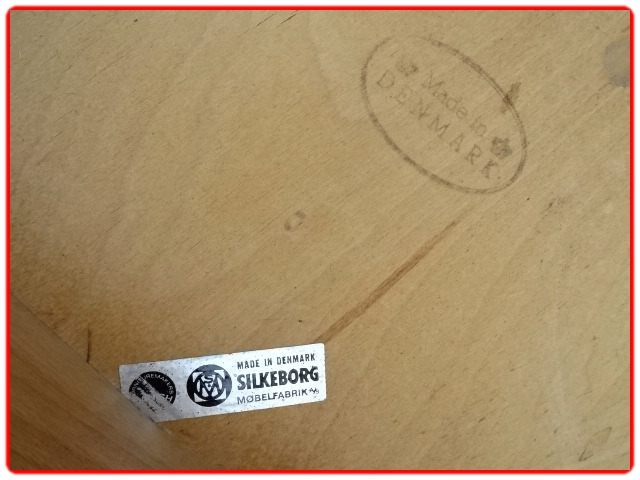 Made in
DENMARK
MADE IN DENMARK
SILKEBORG
MØBELFABRIK A/S